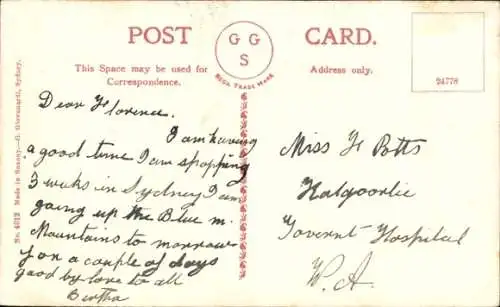 POST CARD.
G G
S
REGD. TRADE MARK
This Space may be used for
Correspondence.
Address only.
24778
No. 4012 Made in Saxony—G. Giovanardi, Sydney.
Dear Florence.
I am having
a good time I am spopping
3 weeks in Sydney I am
going up the Blue m.
Mountains to morrow
for a couple of days
good by love to all
Bertha
Miss F Potts
Kalgoorlie
Governt Hospital
W. A.